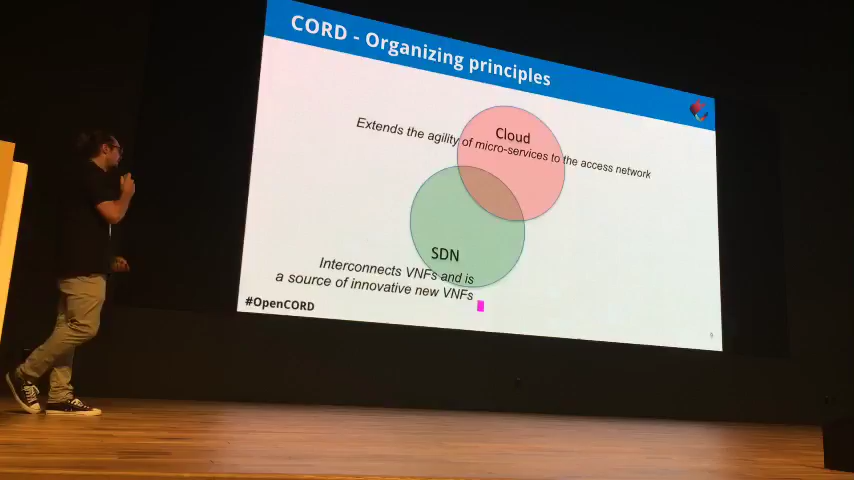 CORD - Organizing principles
Cloud
Extends the agility of micro-services to the access network
SDN
Interconnects VNFs and is
a source of innovative new VNFs
#OpenCORD